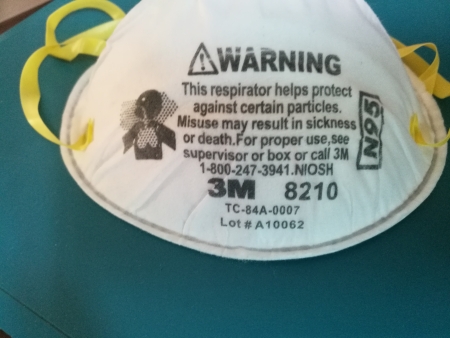 WARNING
This respirator helps protect
against certain particles.
Misuse may result in sickness
or death.For proper use,see
supervisor or box or call 3M
1-800-247-3941.NIOSH
N95
3M 8210
TC-84A-0007
Lot # A10062